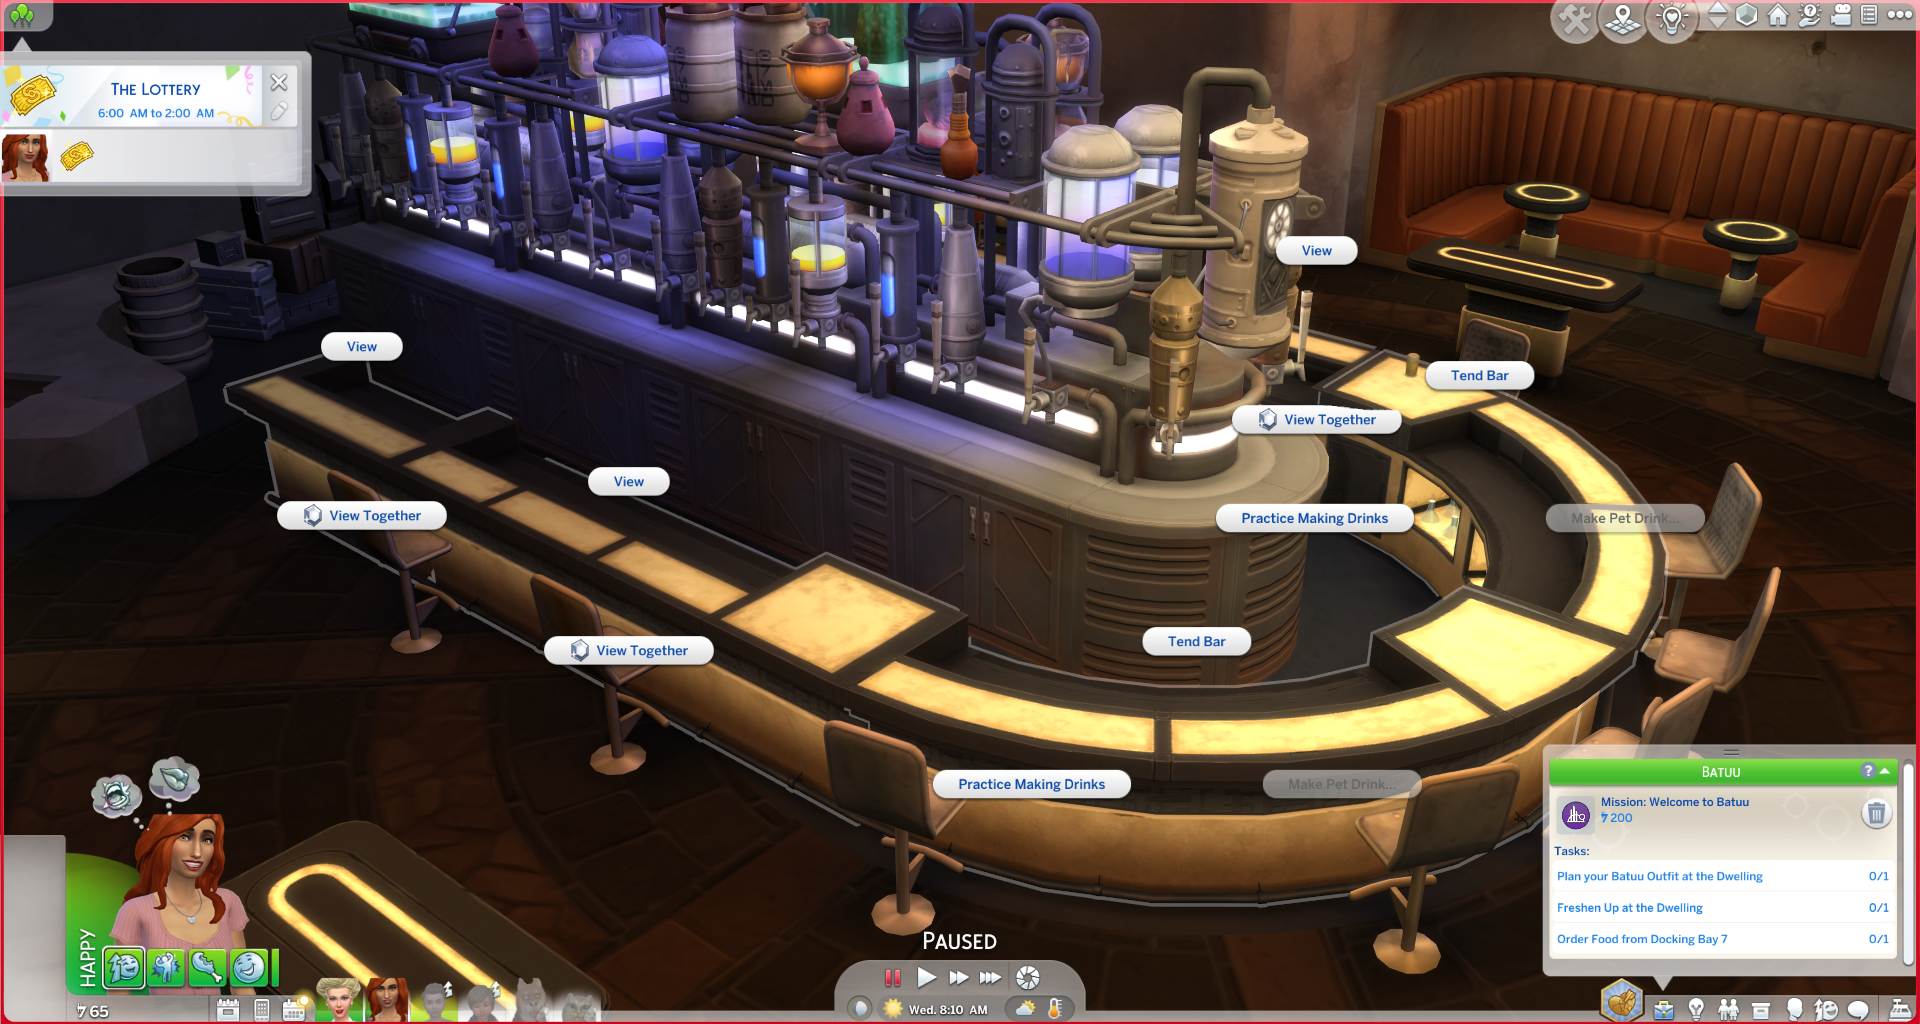 The Lottery
6:00 AM to 2:00 AM
View
View
Tend Bar
View Together
View
View Together
Practice Making Drinks
Make Pet Drink...
Tend Bar
View Together
Practice Making Drinks
Make Pet Drink...
Batuu
Mission: Welcome to Batuu
200
Tasks:
Plan your Batuu Outfit at the Dwelling 0/1
Freshen Up at the Dwelling 0/1
Order Food from Docking Bay 7 0/1
HAPPY
65
Paused
Wed. 8:10 AM